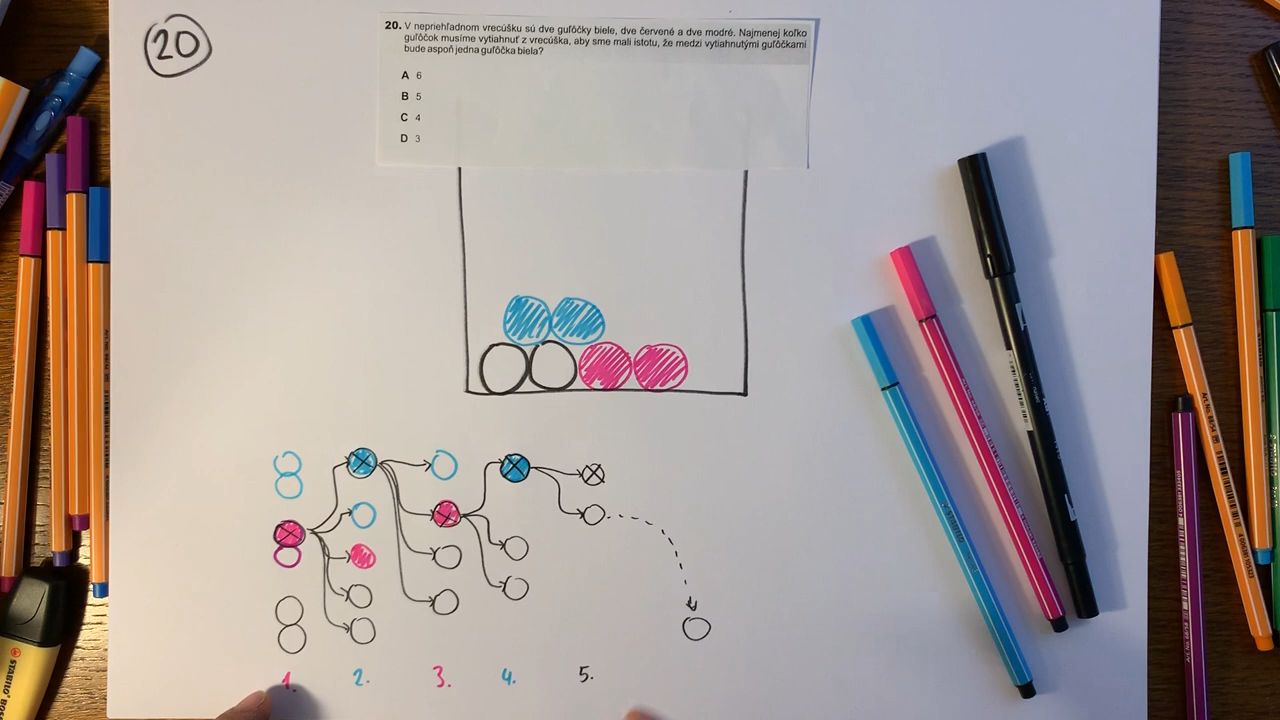 20
20. V nepriehľadnom vrecúšku sú dve guľôčky biele, dve červené a dve modré. Najmenej koľko
guľôčok musíme vytiahnuť z vrecúška, aby sme mali istotu, že medzi vytiahnutými guľôčkami
bude aspoň jedna guľôčka biela?
A 6
B 5
C 4
D 3
1. 2. 3. 4. 5.
STABILO BOSS